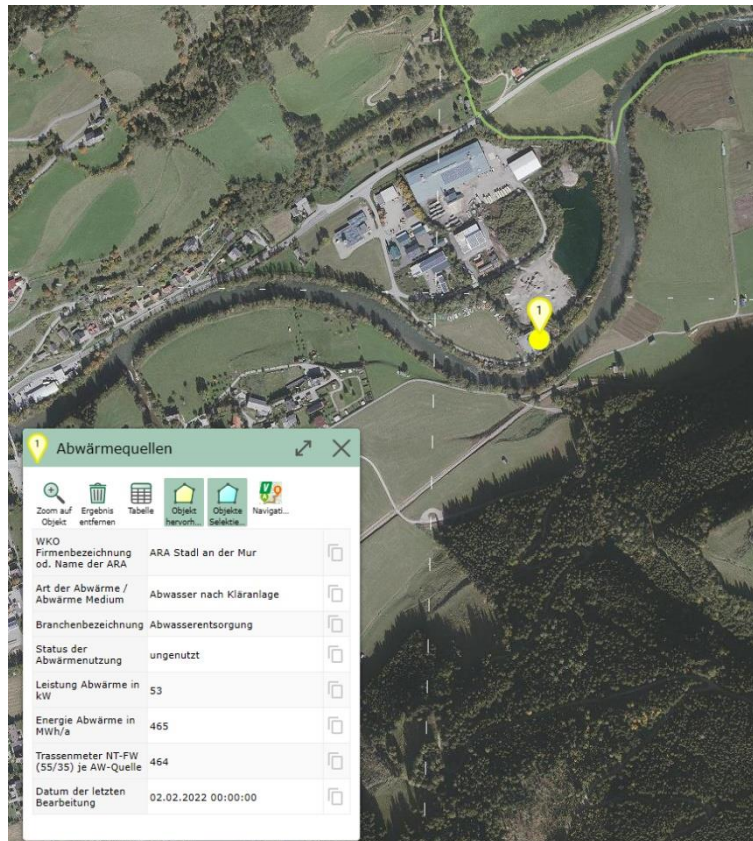 1
1
Abwärmequellen
Zoom auf Objekt
Ergebnis entfernen
Tabelle
Objekt hervorh...
Objekte Selektie...
Navigati...
WKO
Firmenbezeichnung
od. Name der ARA
ARA Stadl an der Mur
Art der Abwärme /
Abwärme Medium
Abwasser nach Kläranlage
Branchenbezeichnung
Abwasserentsorgung
Status der
Abwärmenutzung
ungenutzt
Leistung Abwärme in
kW
53
Energie Abwärme in
MWh/a
465
Trassenmeter NT-FW
(55/35) je AW-Quelle
464
Datum der letzten
Bearbeitung
02.02.2022 00:00:00